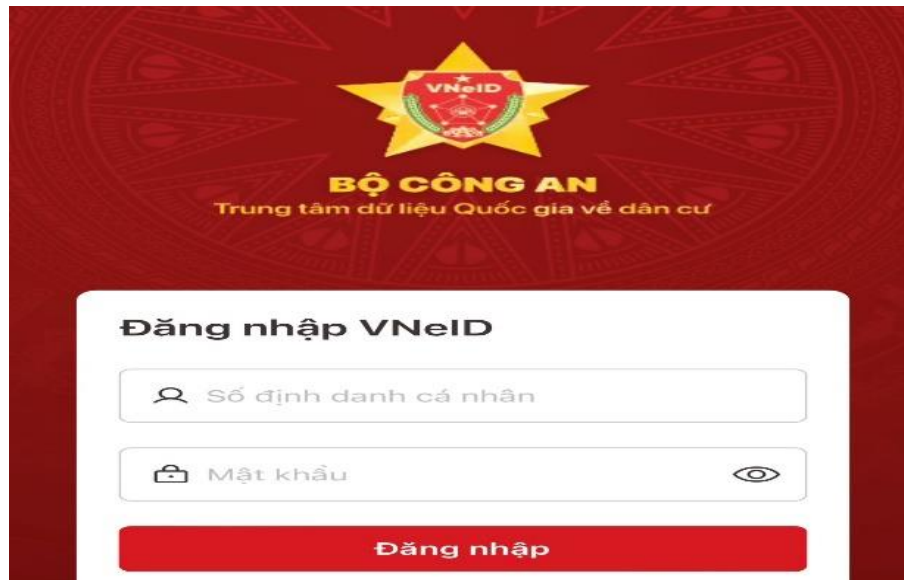 VNeID
BỘ CÔNG AN
Trung tâm dữ liệu Quốc gia về dân cư
Đăng nhập VNeID
Số định danh cá nhân
Mật khẩu
Đăng nhập